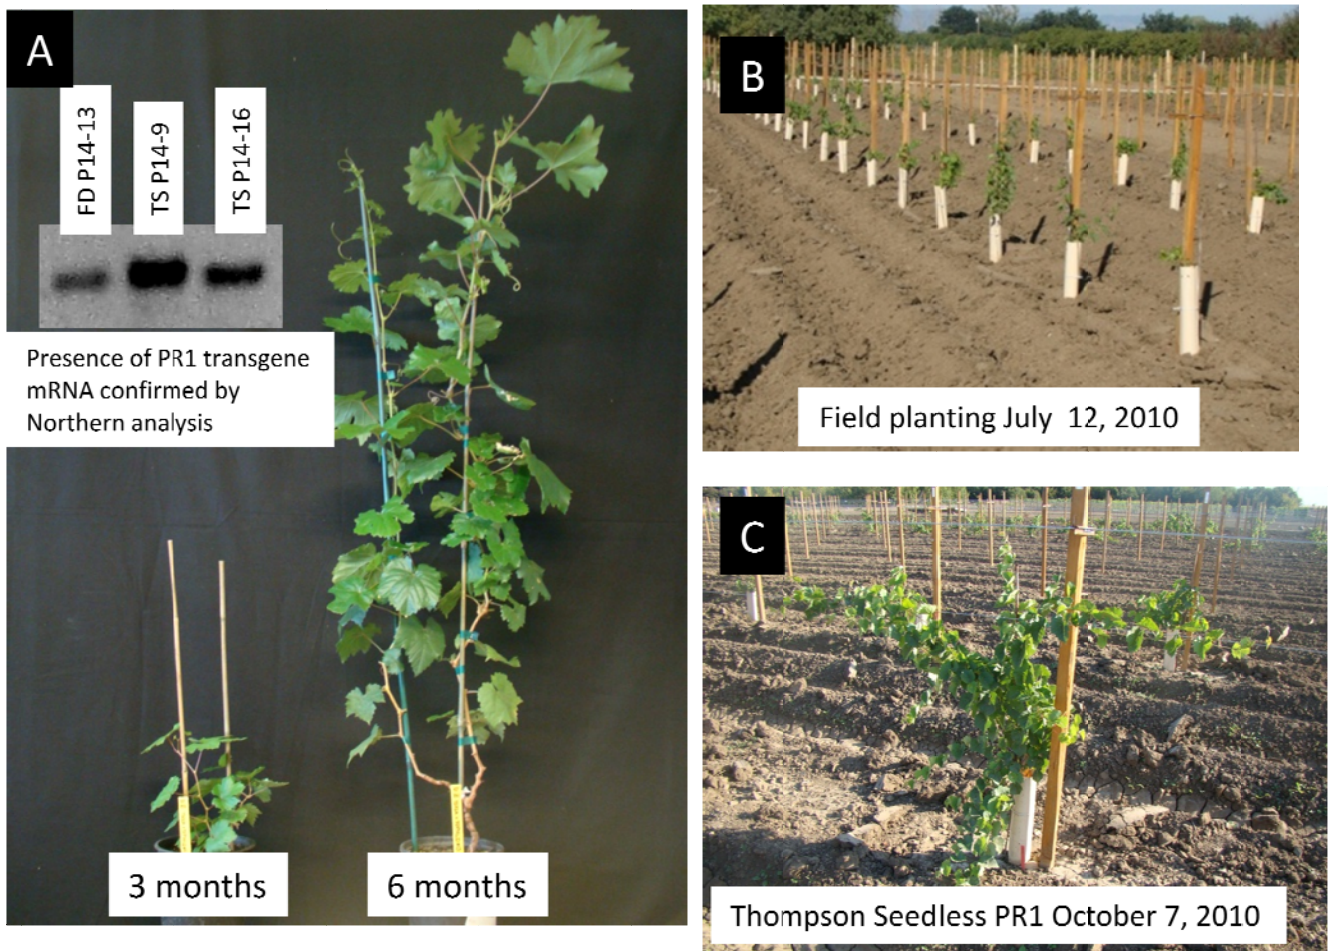 A
FD P14-13
TS P14-9
TS P14-16
Presence of PR1 transgene
mRNA confirmed by
Northern analysis
3 months
6 months
B
Field planting July 12, 2010
C
Thompson Seedless PR1 October 7, 2010